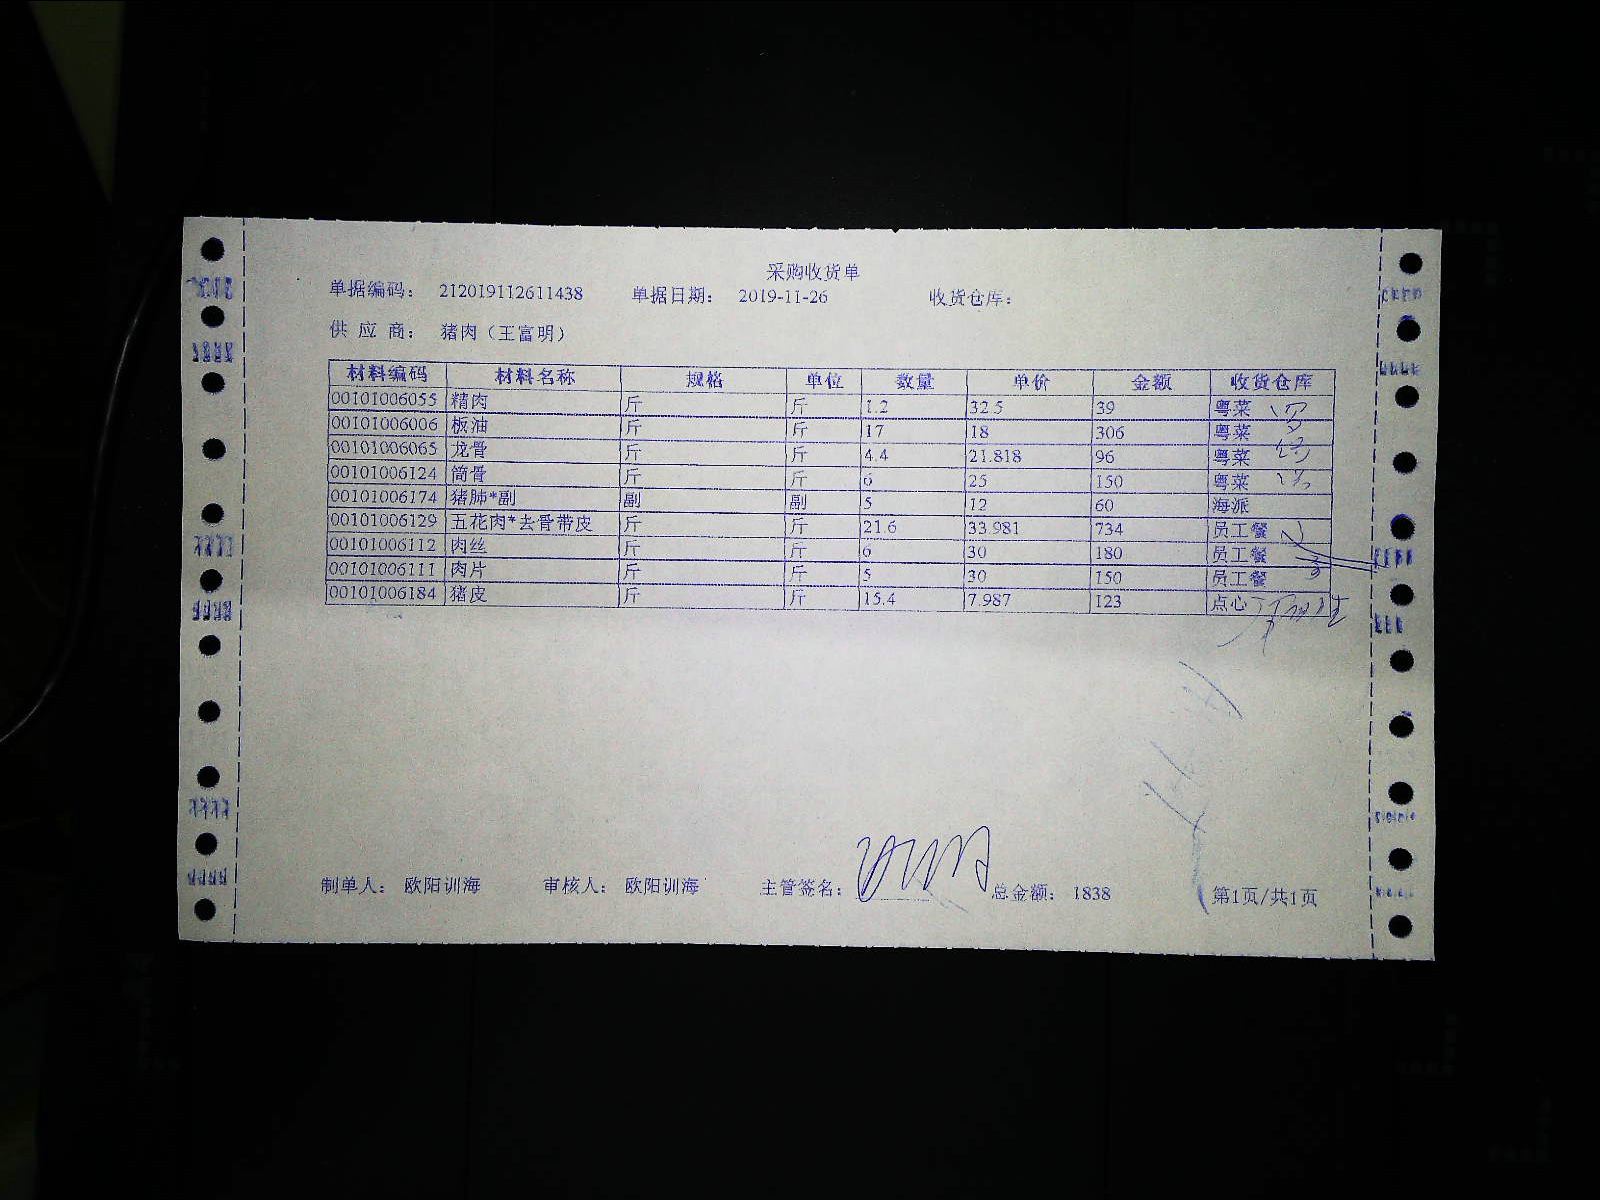 采购收货单
单据编码： 212019112611438 单据日期： 2019-11-26 收货仓库：
供 应 商： 猪肉（王富明）
材料编码 材料名称 规格 单位 数量 单价 金额 收货仓库
00101006055 精肉 斤 斤 1.2 32.5 39 粤菜
00101006006 板油 斤 斤 17 18 306 粤菜
00101006065 龙骨 斤 斤 4.4 21.818 96 粤菜
00101006124 筒骨 斤 斤 6 25 150 粤菜
00101006174 猪肺*副 副 副 5 12 60 海派
00101006129 五花肉*去骨带皮 斤 斤 21.6 33.981 734 员工餐
00101006112 肉丝 斤 斤 6 30 180 员工餐
00101006111 肉片 斤 斤 5 30 150 员工餐
00101006184 猪皮 斤 斤 15.4 7.987 123 点心
制单人： 欧阳训海 审核人： 欧阳训海 主管签名： 总金额： 1838 第1页/共1页